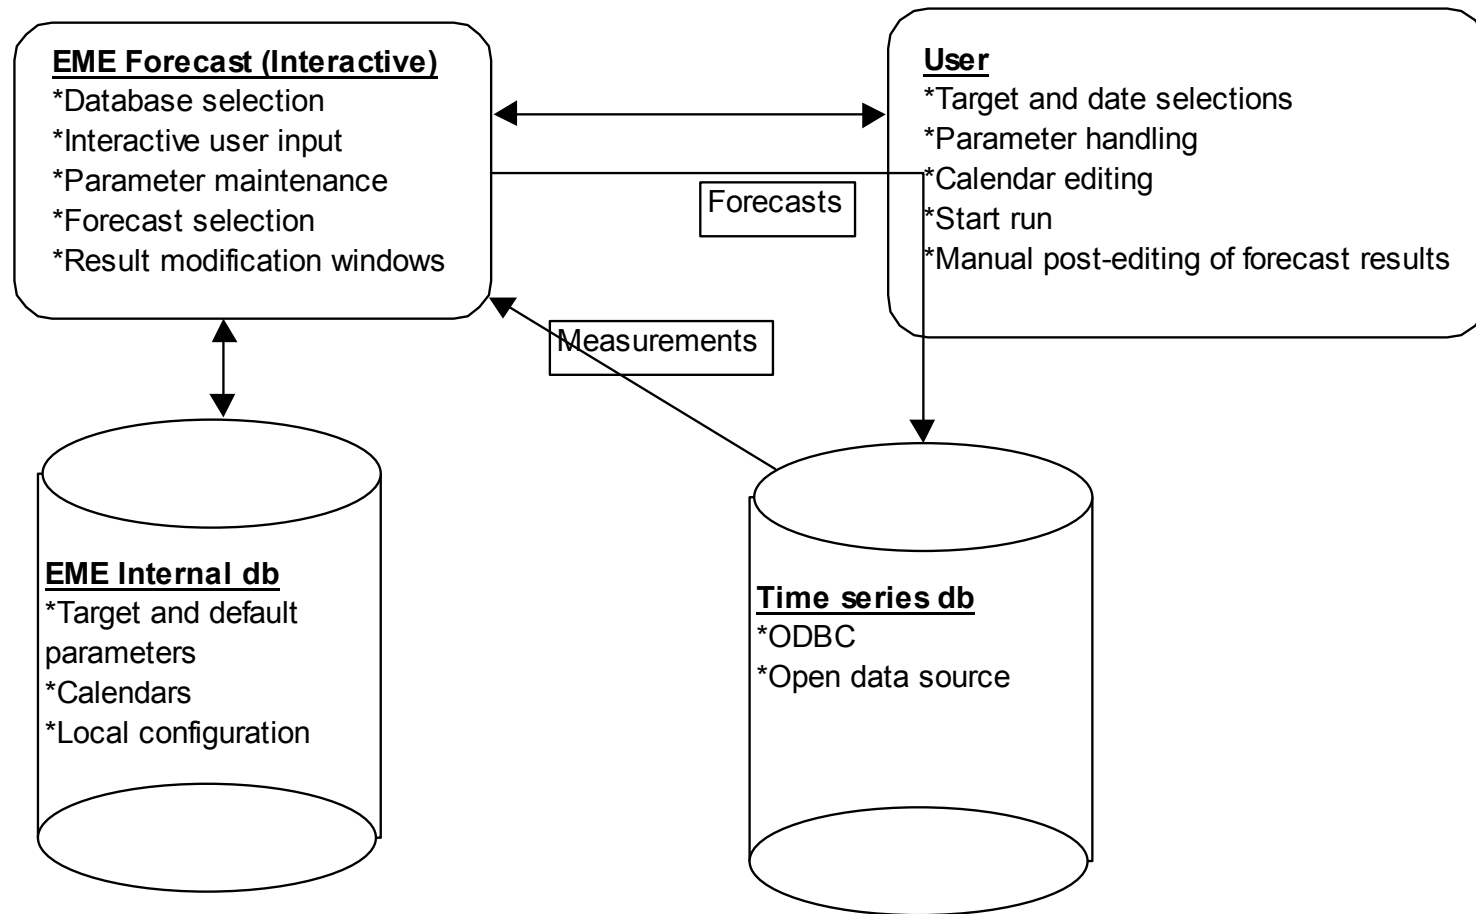 EME Forecast (Interactive)
*Database selection
*Interactive user input
*Parameter maintenance
*Forecast selection
*Result modification windows
User
*Target and date selections
*Parameter handling
*Calendar editing
*Start run
*Manual post-editing of forecast results
Forecasts
Measurements
EME Internal db
*Target and default
parameters
*Calendars
*Local configuration
Time series db
*ODBC
*Open data source